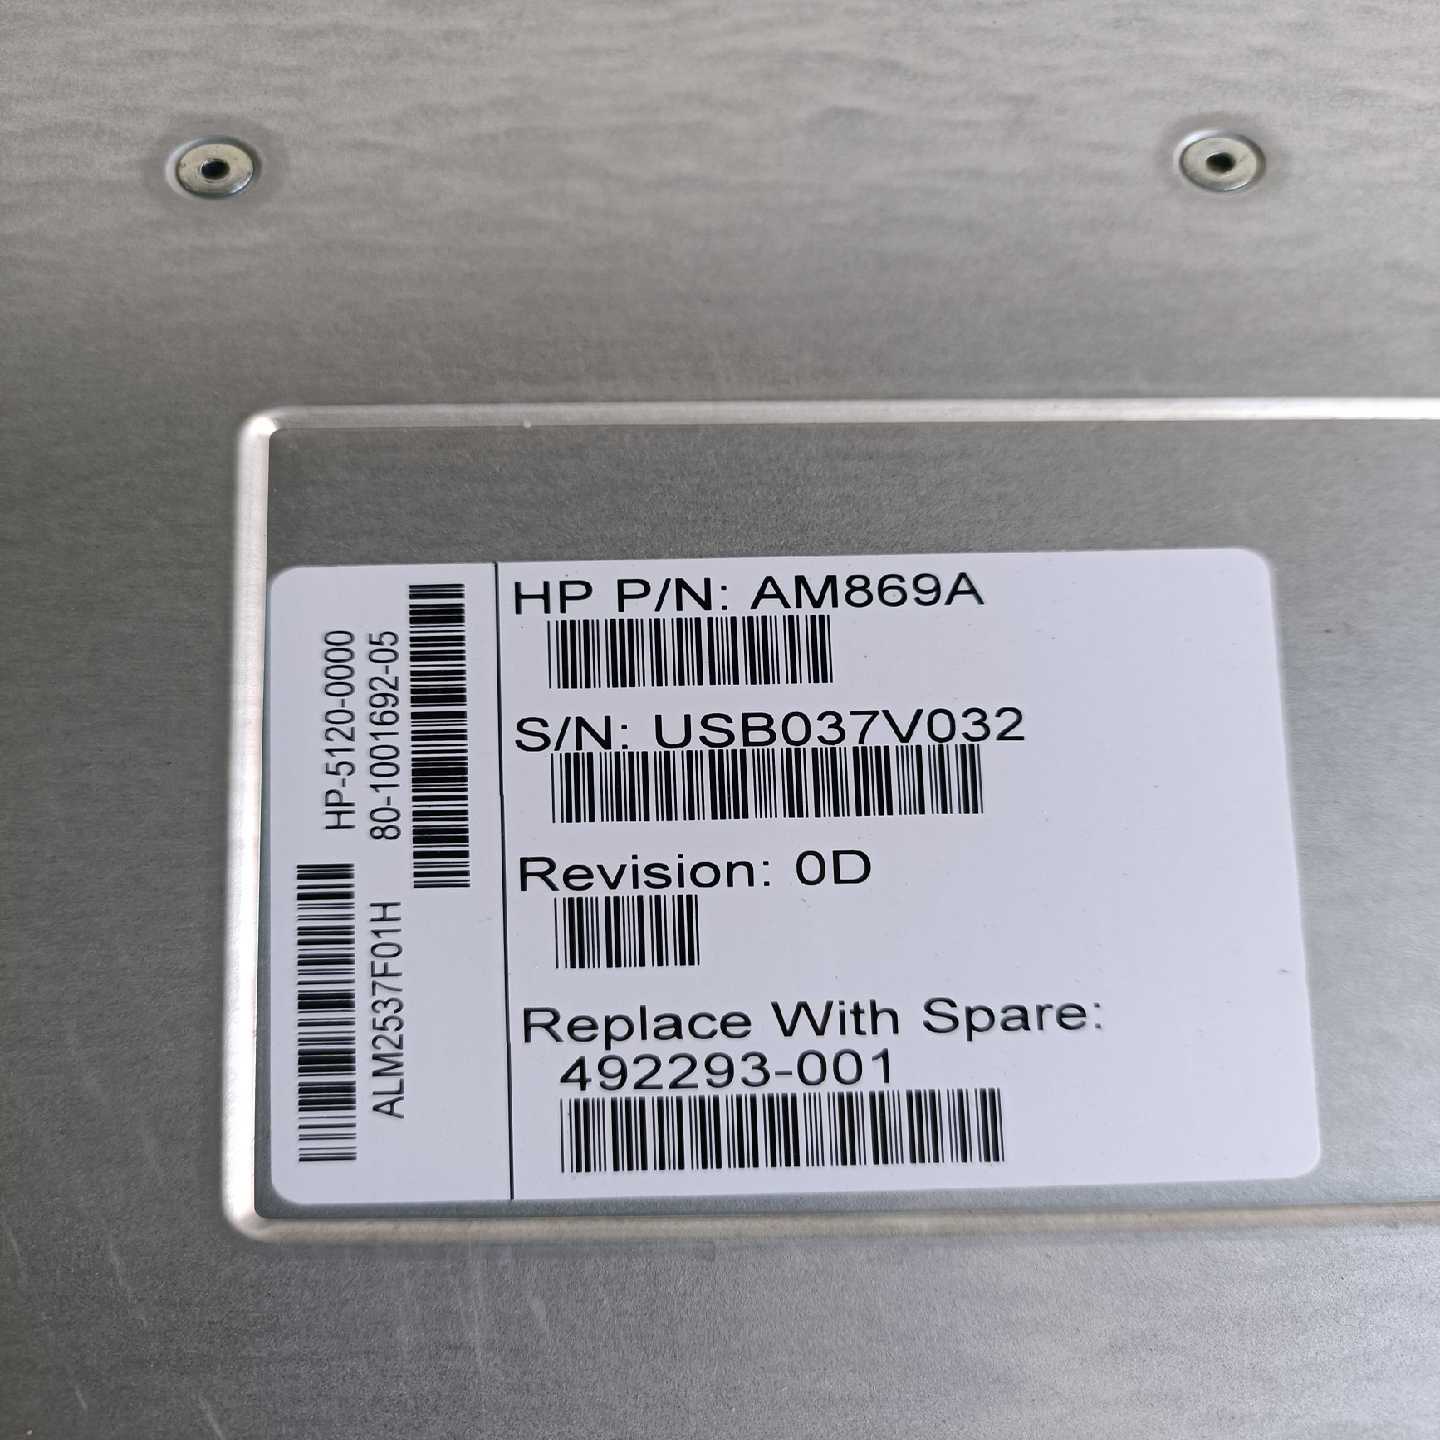 HP P/N: AM869A
S/N: USB037V032
Revision: 0D
Replace With Spare:
492293-001
HP-5120-0000
80-1001692-05
ALM2537F01H